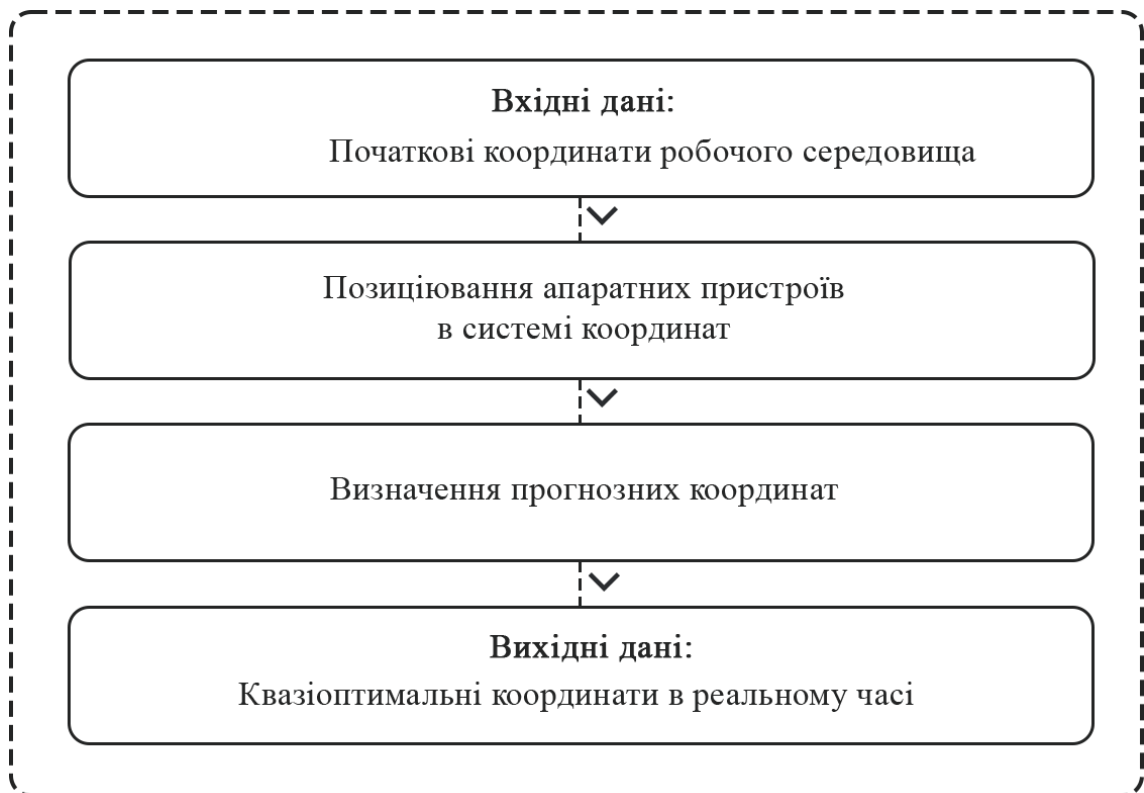 Вхідні дані:
Початкові координати робочого середовища
Позиціювання апаратних пристроїв
в системі координат
Визначення прогнозних координат
Вихідні дані:
Квазіоптимальні координати в реальному часі